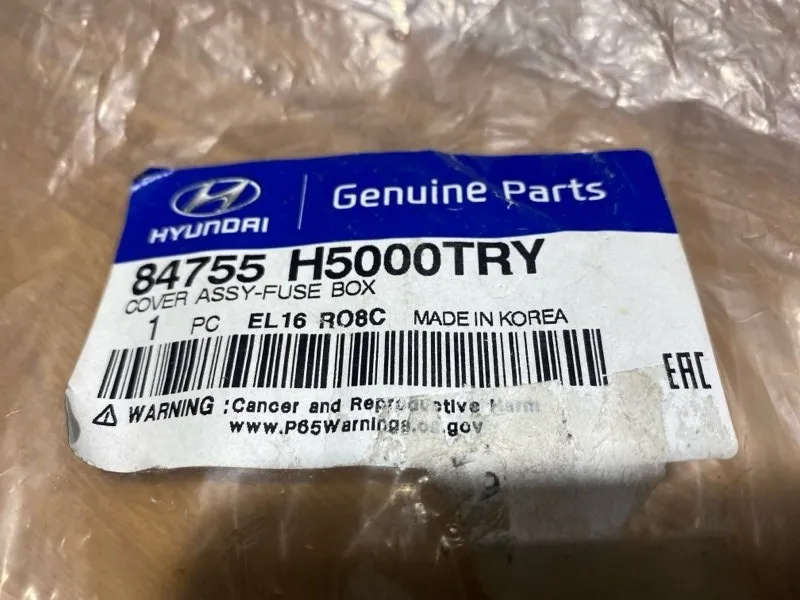 HYUNDAI
Genuine Parts
84755 H5000TRY
COVER ASSY-FUSE BOX
1 PC EL16 RO8C MADE IN KOREA
EAC
WARNING :Cancer and Reproductive Harm
www.P65Warnings.ca.gov